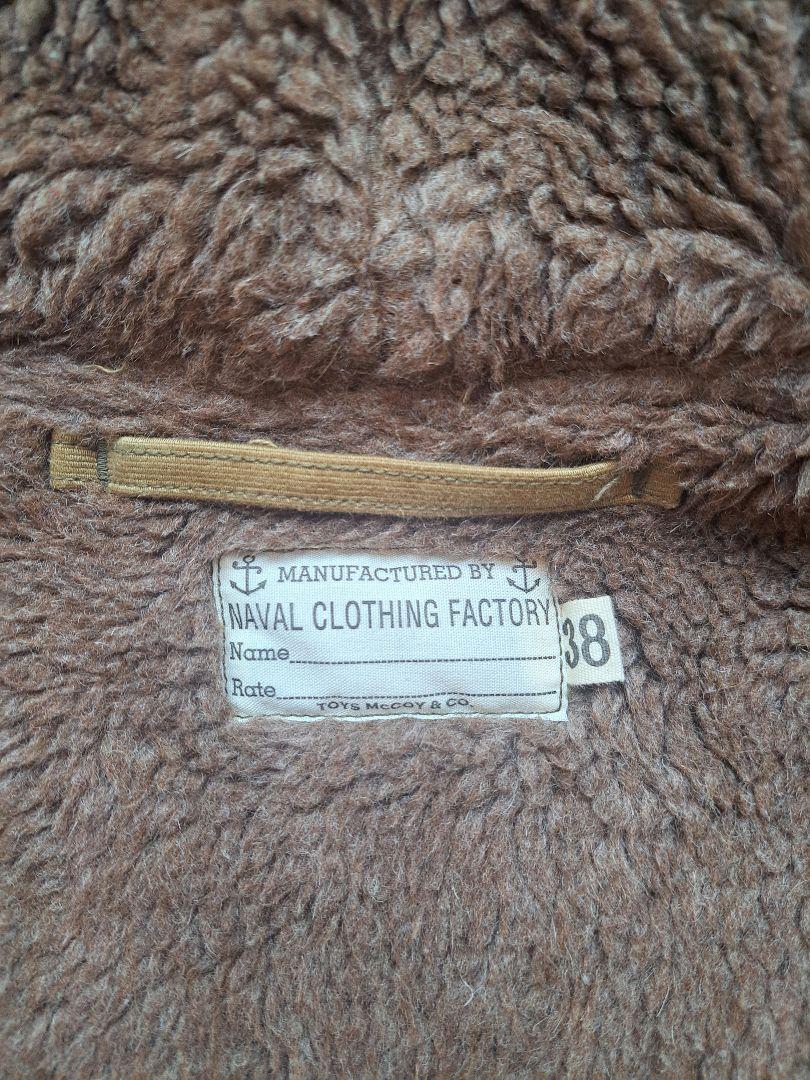 MANUFACTURED BY
NAVAL CLOTHING FACTORY
38
Name
Rate
TOYS McCOY & CO.